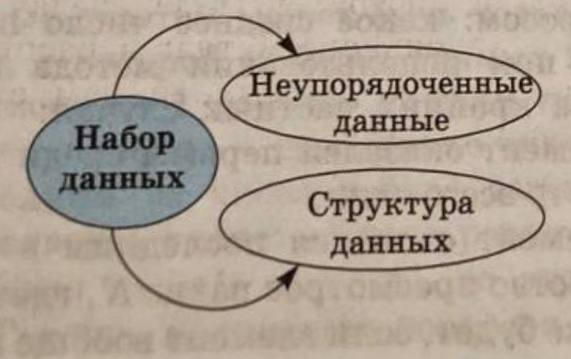 Набор
данных
Неупорядоченные
данные
Структура
данных